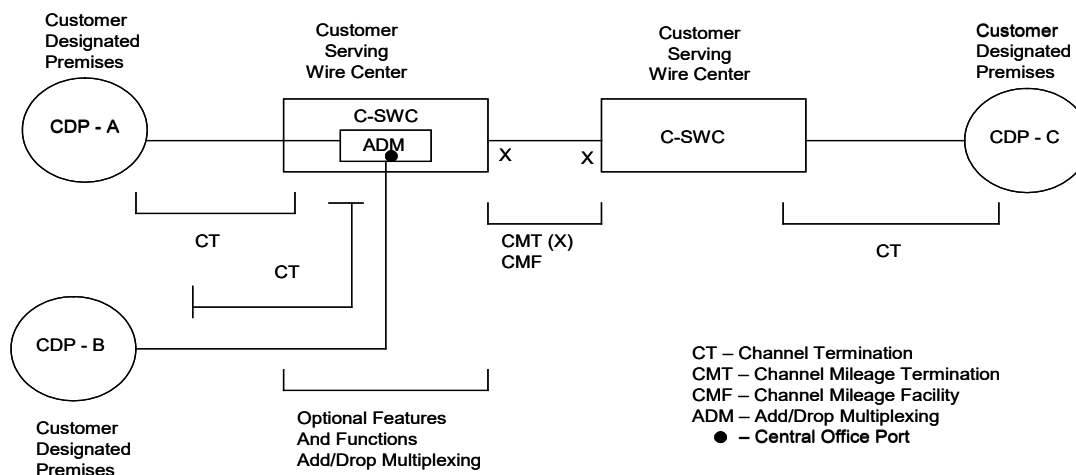 Customer
Designated
Premises
Customer
Serving
Wire Center
Customer
Serving
Wire Center
Customer
Designated
Premises
CDP - A
C-SWC
ADM
X
X
C-SWC
CDP - C
CT
CT
CMT (X)
CMF
CT
CDP - B
Customer
Designated
Premises
Optional Features
And Functions
Add/Drop Multiplexing
CT – Channel Termination
CMT – Channel Mileage Termination
CMF – Channel Mileage Facility
ADM – Add/Drop Multiplexing
● – Central Office Port